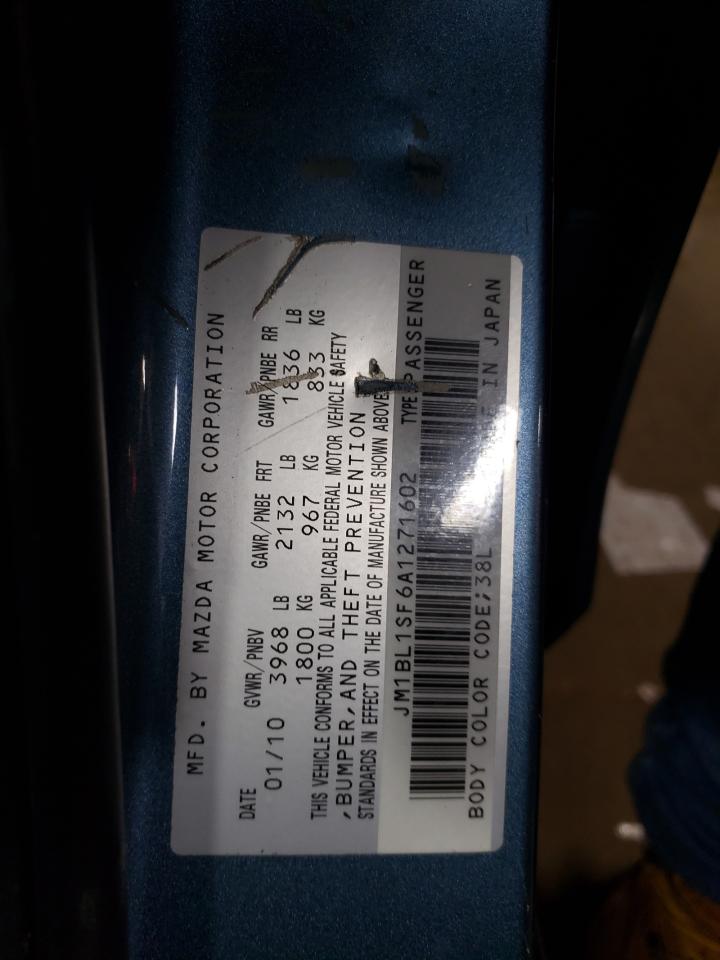 MFD. BY MAZDA MOTOR CORPORATION
DATE GVWR/PNBV GAWR/PNBE FRT GAWR/PNBE RR
01/10 3968 LB 2132 LB 1836 LB
1800 KG 967 KG 833 KG
THIS VEHICLE CONFORMS TO ALL APPLICABLE FEDERAL MOTOR VEHICLE SAFETY
,BUMPER,AND THEFT PREVENTION
STANDARDS IN EFFECT ON THE DATE OF MANUFACTURE SHOWN ABOVE
JM1BL1SF6A1271602 TYPE:PASSENGER
BODY COLOR CODE;38L IN JAPAN